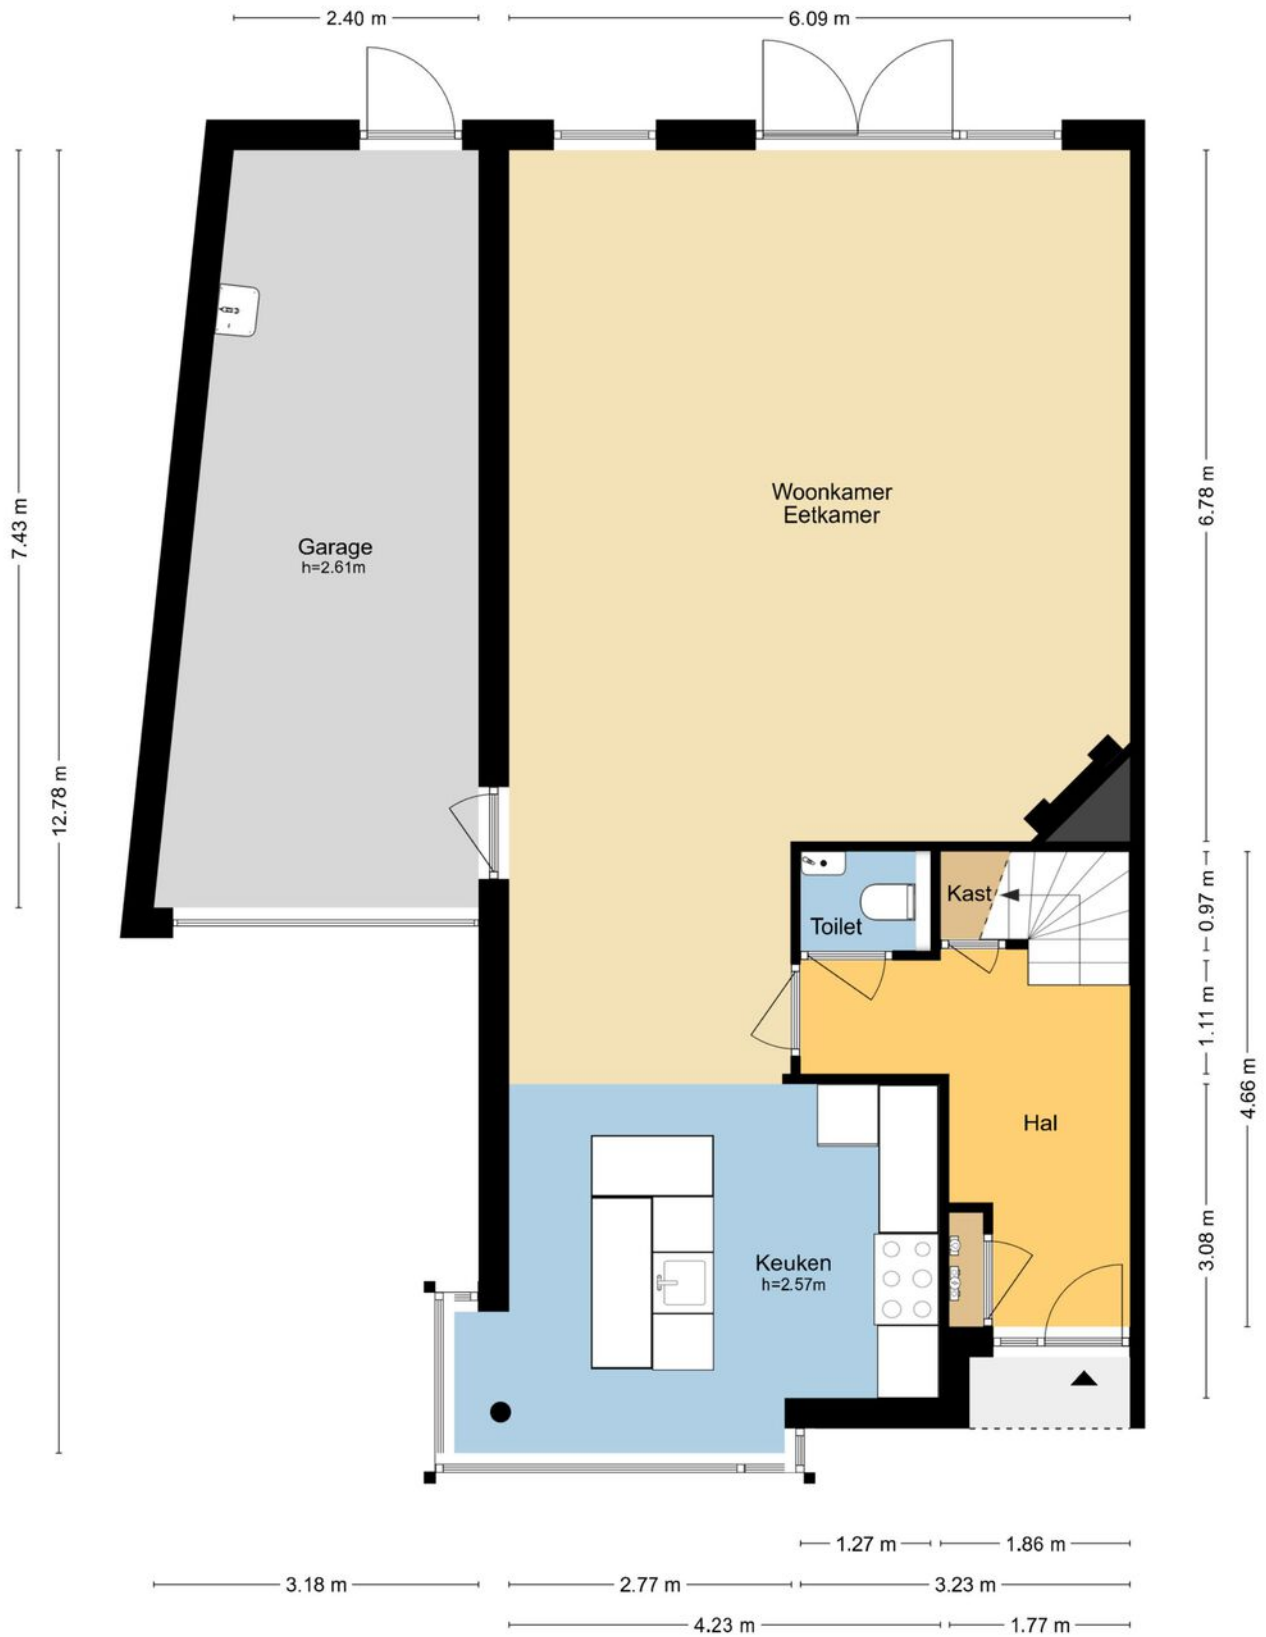 2.40 m
6.09 m
7.43 m
12.78 m
6.78 m
Woonkamer
Eetkamer
Garage
h=2.61m
Kast
Toilet
0.97 m
1.11 m
4.66 m
Hal
3.08 m
Keuken
h=2.57m
1.27 m
1.86 m
3.18 m
2.77 m
3.23 m
4.23 m
1.77 m